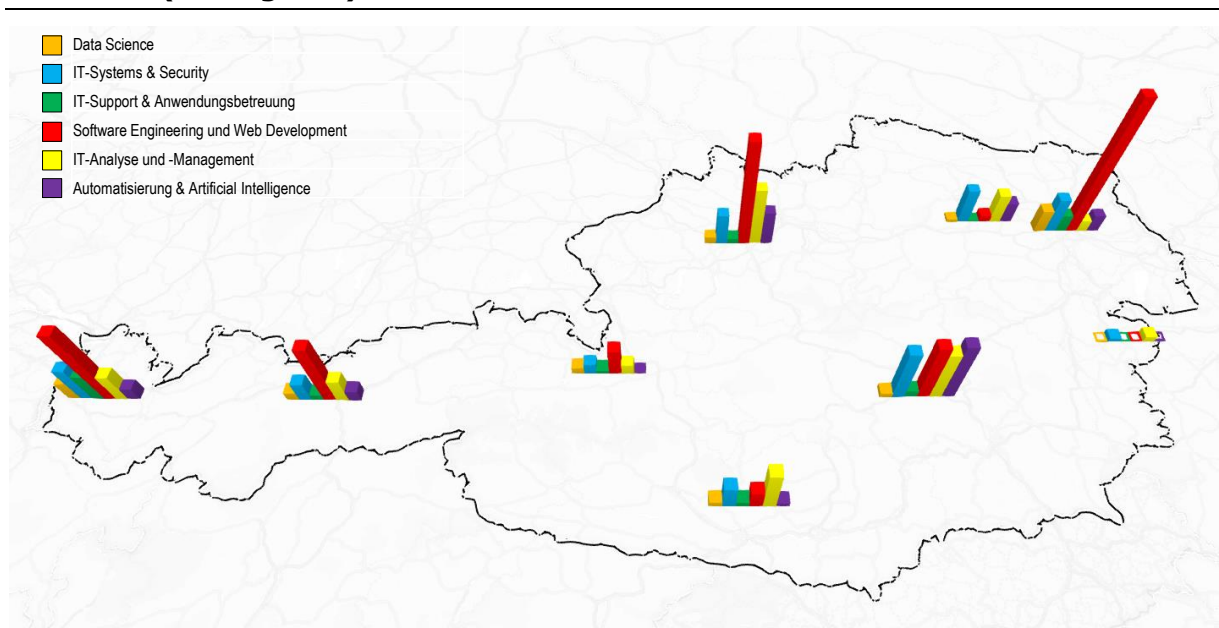 Data Science
IT-Systems & Security
IT-Support & Anwendungsbetreuung
Software Engineering und Web Development
IT-Analyse und -Management
Automatisierung & Artificial Intelligence